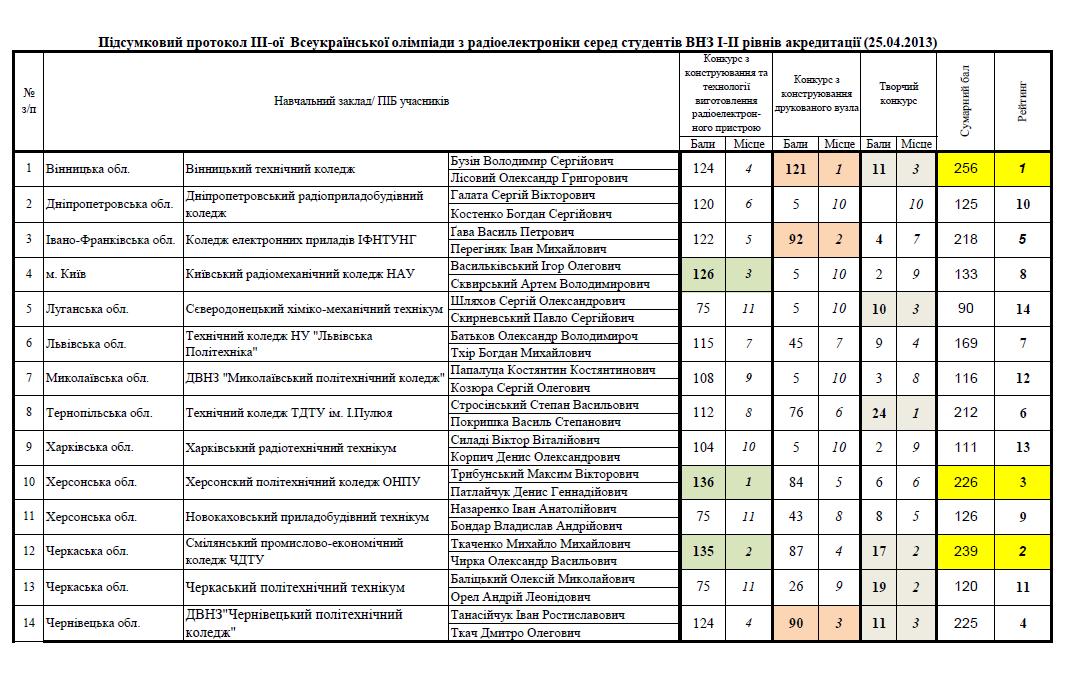 Підсумковий протокол ІІІ-ої Всеукраїнської олімпіади з радіоелектроніки серед студентів ВНЗ І-ІІ рівнів акредитації (25.04.2013)
№ з/п
Навчальний заклад/ ПІБ учасників
Конкурс з
конструювання та
технології
виготовлення
радіоелектрон-
ного пристрою
Конкурс з
конструювання
друкованого вузла
Творчий
конкурс
Сумарний бал
Рейтинг
Бали Місце Бали Місце Бали Місце
1 Вінницька обл. Вінницький технічний коледж Бузін Володимир Сергійович 124 4 121 1 11 3 256 1
Лісовий Олександр Григорович
2 Дніпропетровська обл. Дніпропетровський радіоприладобудівний коледж Галата Сергій Вікторович 120 6 5 10 10 125 10
Костенко Богдан Сергійович
3 Івано-Франківська обл. Коледж електронних приладів ІФНТУНГ Ґава Василь Петрович 122 5 92 2 4 7 218 5
Перегіняк Іван Михайлович
4 м. Київ Київський радіомеханічний коледж НАУ Васильківський Ігор Олегович 126 3 5 10 2 9 133 8
Сквирський Артем Володимирович
5 Луганська обл. Сєверодонецький хіміко-механічний технікум Шляхов Сергій Олександрович 75 11 5 10 10 3 90 14
Скирневський Павло Сергійович
6 Львівська обл. Технічний коледж НУ "Львівська Політехніка" Батьков Олександр Володимироч 115 7 45 7 9 4 169 7
Тхір Богдан Михайлович
7 Миколаївська обл. ДВНЗ "Миколаївський політехнічний коледж" Папалуца Костянтин Костянтинович 108 9 5 10 3 8 116 12
Козюра Сергій Олегович
8 Тернопільська обл. Технічний коледж ТДТУ ім. І.Пулюя Стросінський Степан Васильович 112 8 76 6 24 1 212 6
Покришка Василь Степанович
9 Харківська обл. Харківський радіотехнічний технікум Силаді Віктор Віталійович 104 10 5 10 2 9 111 13
Корпич Денис Олександрович
10 Херсонська обл. Херсонский політехнічний коледж ОНПУ Трибунський Максим Вікторович 136 1 84 5 6 6 226 3
Патлайчук Денис Геннадійович
11 Херсонська обл. Новокаховський приладобудівний технікум Назаренко Іван Анатолійович 75 11 43 8 8 5 126 9
Бондар Владислав Андрійович
12 Черкаська обл. Смілянський промислово-економічний коледж ЧДТУ Ткаченко Михайло Михайлович 135 2 87 4 17 2 239 2
Чирка Олександр Васильович
13 Черкаська обл. Черкаський політехнічний технікум Баліцький Олексій Миколайович 75 11 26 9 19 2 120 11
Орел Андрій Леонідович
14 Чернівецька обл. ДВНЗ"Чернівецький політехнічний коледж" Танасійчук Іван Ростиславович 124 4 90 3 11 3 225 4
Ткач Дмитро Олегович